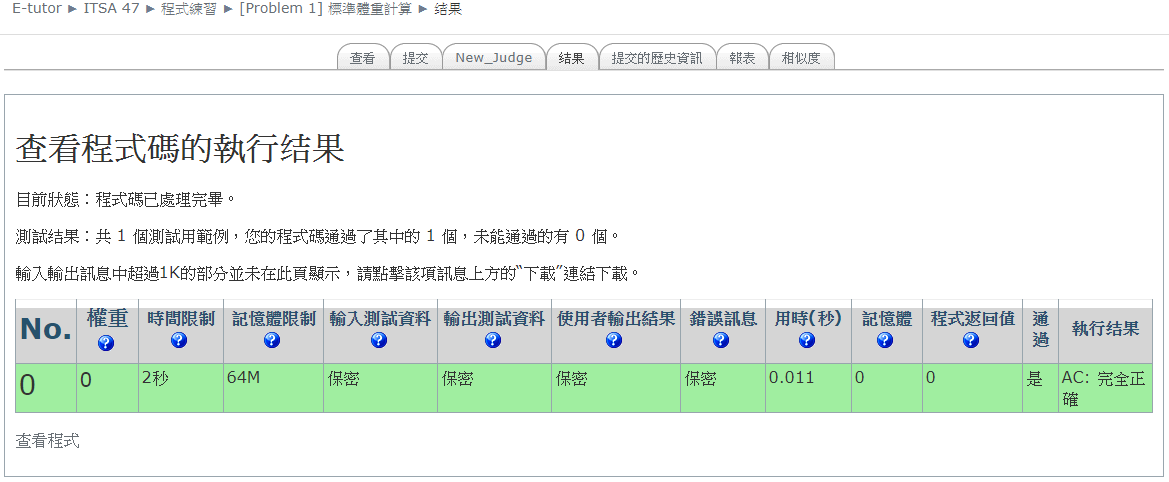 E-tutor ► ITSA 47 ► 程式練習 ► [Problem 1] 標準體重計算 ► 结果
查看 提交 New_Judge 结果 提交的歷史資訊 報表 相似度
查看程式碼的執行结果
目前狀態：程式碼已處理完畢。
測試结果：共 1 個測試用範例，您的程式碼通過了其中的 1 個，未能通過的有 0 個。
輸入輸出訊息中超過1K的部分並未在此頁顯示，請點擊該項訊息上方的“下載”連結下載。
No. 權重 時間限制 記憶體限制 輸入測試資料 輸出測試資料 使用者輸出结果 錯誤訊息 用時(秒) 記憶體 程式返回值 通過 執行结果
0 0 2秒 64M 保密 保密 保密 保密 0.011 0 0 是 AC: 完全正確
查看程式